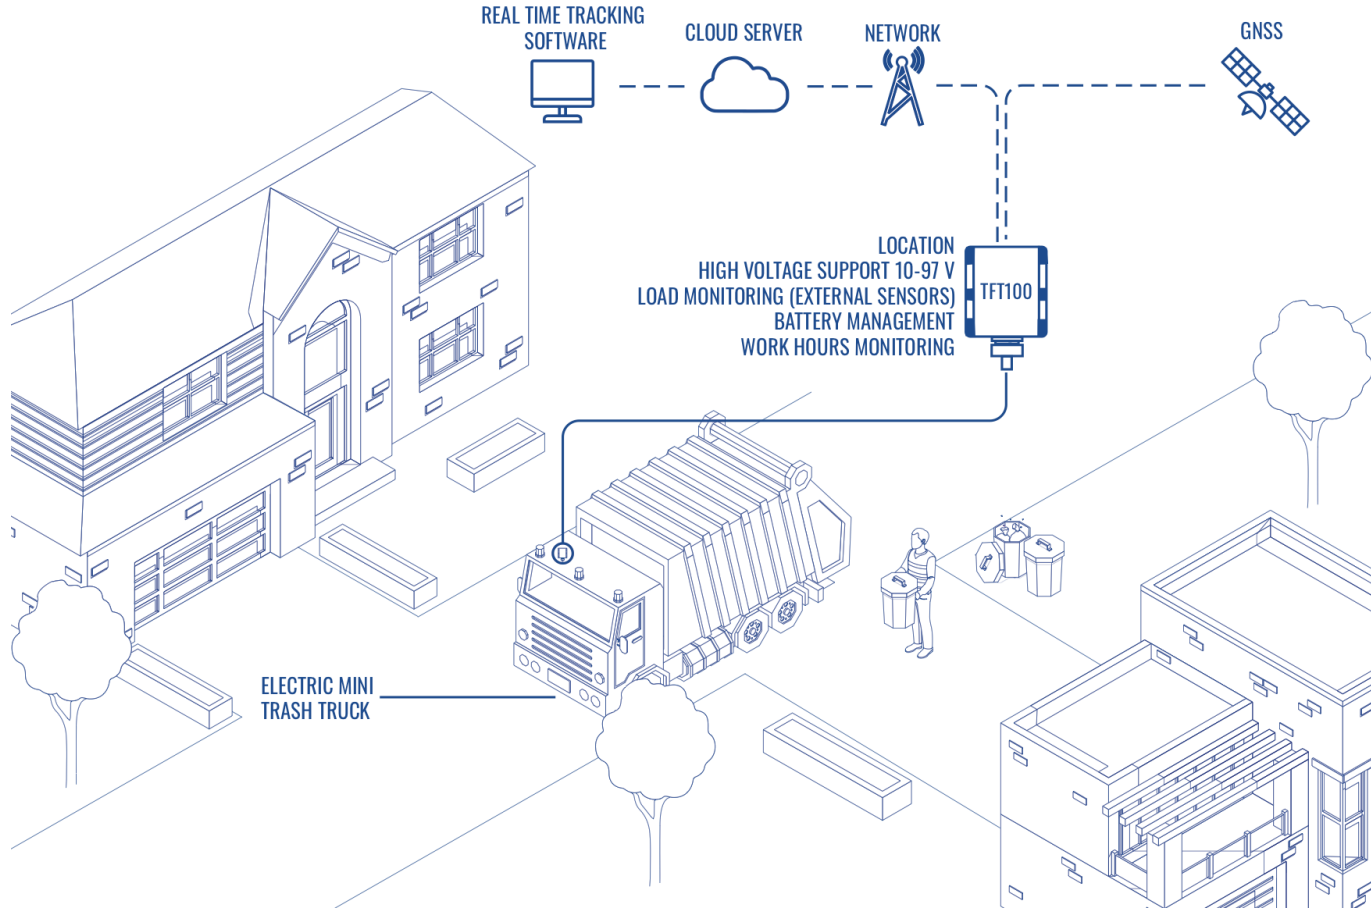 REAL TIME TRACKING
SOFTWARE
CLOUD SERVER
NETWORK
GNSS
LOCATION
HIGH VOLTAGE SUPPORT 10-97 V
LOAD MONITORING (EXTERNAL SENSORS)
BATTERY MANAGEMENT
WORK HOURS MONITORING
TFT100
ELECTRIC MINI
TRASH TRUCK